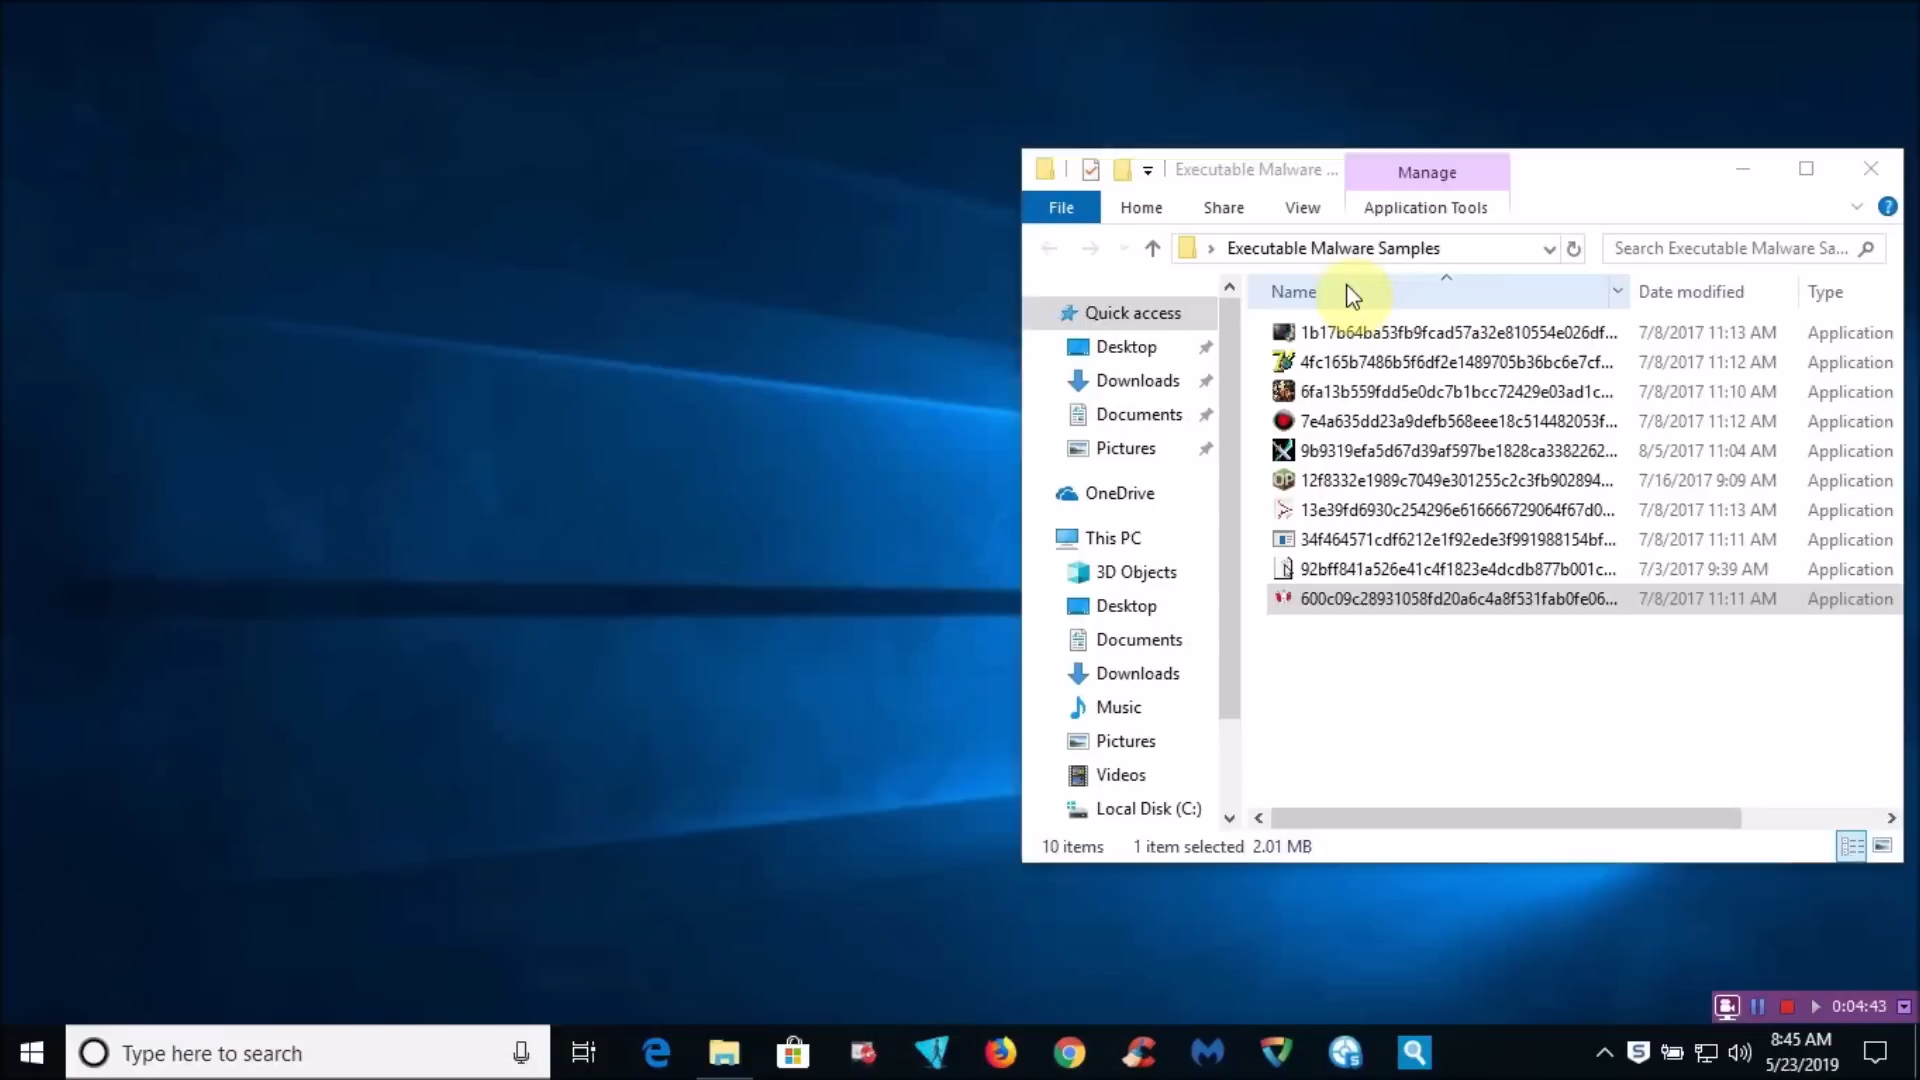 Executable Malware ...
Manage
File
Home
Share
View
Application Tools
Executable Malware Samples
Search Executable Malware Sa...
Name
Date modified
Type
Quick access
Desktop
Downloads
Documents
Pictures
OneDrive
This PC
3D Objects
Desktop
Documents
Downloads
Music
Pictures
Videos
Local Disk (C:)
1b17b64ba53fb9fcad57a32e810554e026df... 7/8/2017 11:13 AM Application
4fc165b7486b5f6df2e1489705b36bc6e7cf... 7/8/2017 11:12 AM Application
6fa13b559fdd5e0dc7b1bcc72429e03ad1c... 7/8/2017 11:10 AM Application
7e4a635dd23a9defb568eee18c514482053f... 7/8/2017 11:12 AM Application
9b9319efa5d67d39af597be1828ca3382262... 8/5/2017 11:04 AM Application
12f8332e1989c7049e301255c2c3fb902894... 7/16/2017 9:09 AM Application
13e39fd6930c254296e616666729064f67d0... 7/8/2017 11:13 AM Application
34f464571cdf6212e1f92ede3f991988154bf... 7/8/2017 11:11 AM Application
92bff841a526e41c4f1823e4dcdb877b001c... 7/3/2017 9:39 AM Application
600c09c28931058fd20a6c4a8f531fab0fe06... 7/8/2017 11:11 AM Application
10 items 1 item selected 2.01 MB
0:04:43
Type here to search
8:45 AM
5/23/2019